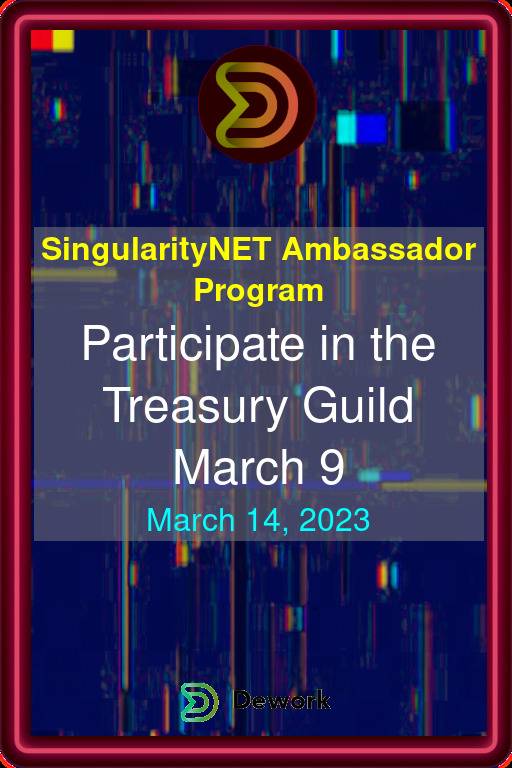 SingularityNET Ambassador
Program
Participate in the
Treasury Guild
March 9
March 14, 2023
Dework